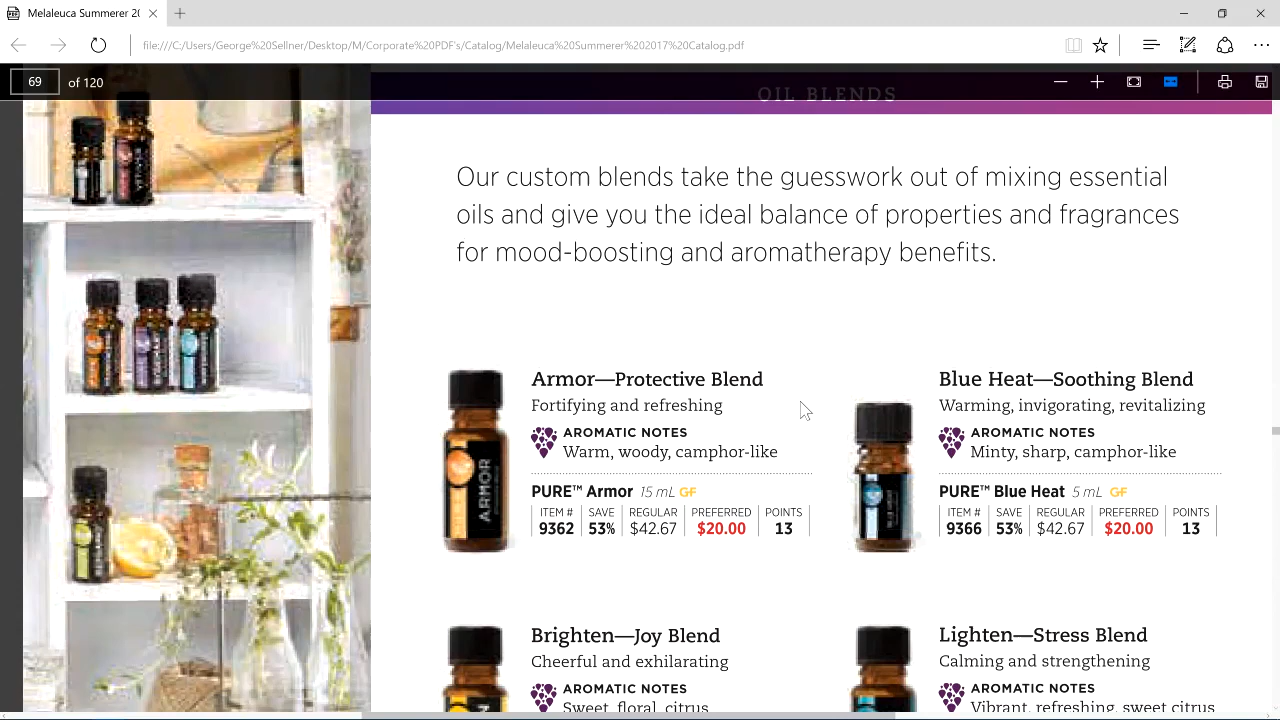 Melaleuca Summerer 20
file:///C:/Users/George%20Sellner/Desktop/M/Corporate%20PDF:/Catalog/Melaleuca%20Summerer%202017%20Catalog.pdf
69 of 120
OIL BLENDS
Our custom blends take the guesswork out of mixing essential
oils and give you the ideal balance of properties and fragrances
for mood-boosting and aromatherapy benefits.
Armor—Protective Blend
Fortifying and refreshing
AROMATIC NOTES
Warm, woody, camphor-like
PURE™ Armor 15 mL GF
ITEM # SAVE REGULAR PREFERRED POINTS
9362 53% $42.67 $20.00 13
ARMOR
Blue Heat—Soothing Blend
Warming, invigorating, revitalizing
AROMATIC NOTES
Minty, sharp, camphor-like
PURE™ Blue Heat 5 mL GF
ITEM # SAVE REGULAR PREFERRED POINTS
9366 53% $42.67 $20.00 13
Brighten—Joy Blend
Cheerful and exhilarating
AROMATIC NOTES
Sweet, floral, citrus
Lighten—Stress Blend
Calming and strengthening
AROMATIC NOTES
Vibrant, refreshing, sweet citrus